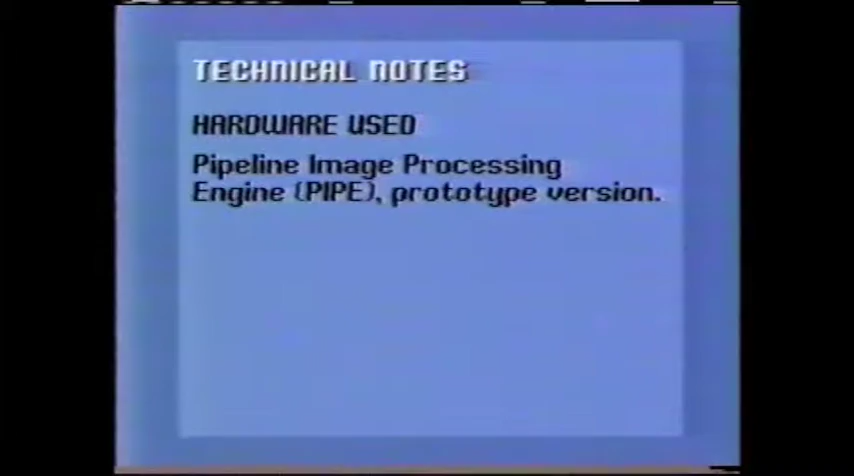 TECHNICAL NOTES
HARDWARE USED
Pipeline Image Processing
Engine (PIPE), prototype version.